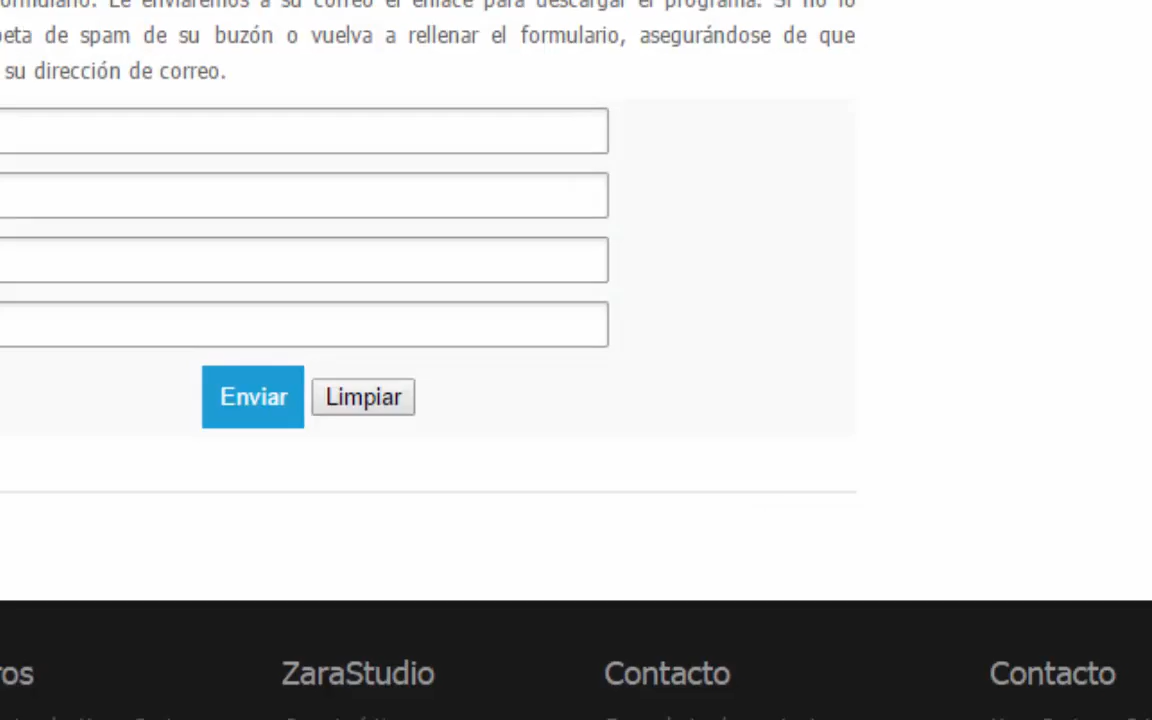 formulario. Le enviaremos a su correo el enlace para descargar el programa. Si no lo
de spam de su buzón o vuelva a rellenar el formulario, asegurándose de que
su dirección de correo.
Enviar Limpiar
ZaraStudio Contacto Contacto